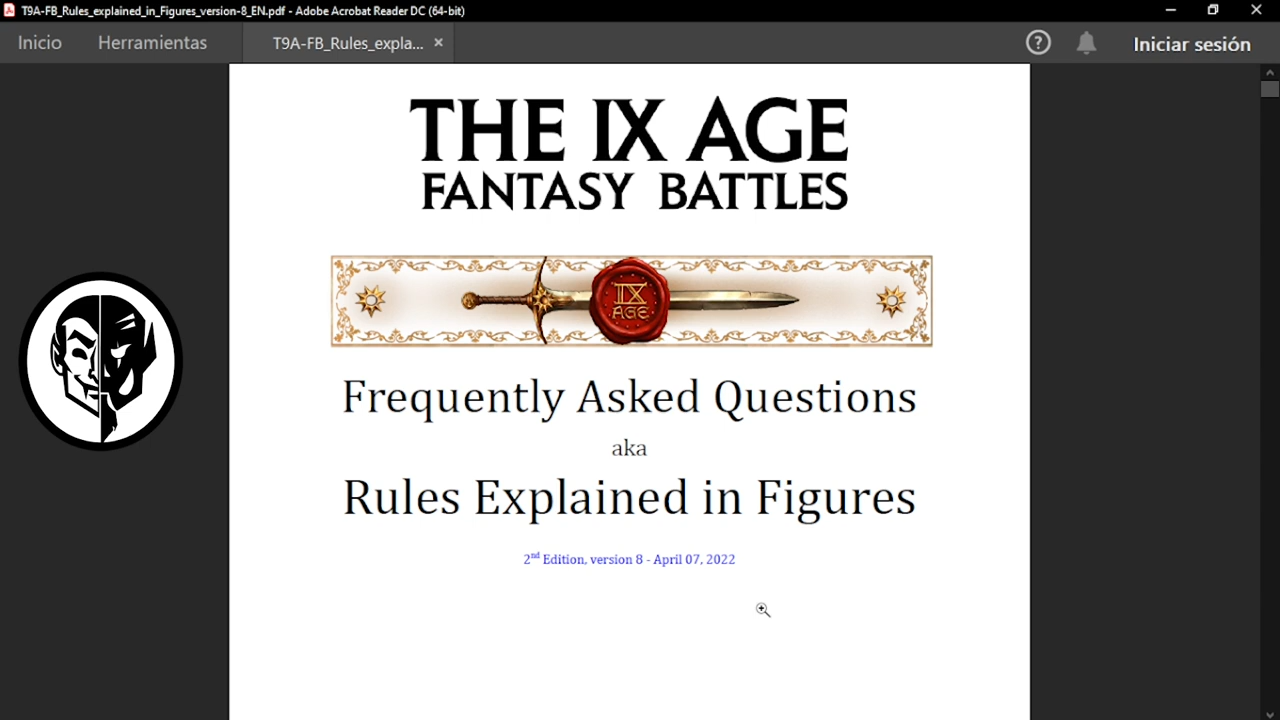 T9A-FB_Rules_explained_in_Figures_version-8_EN.pdf - Adobe Acrobat Reader DC (64-bit)
Inicio Herramientas T9A-FB_Rules_expla... × ? Iniciar sesión
THE IX AGE
FANTASY BATTLES
IX
AGE
Frequently Asked Questions
aka
Rules Explained in Figures
2nd Edition, version 8 - April 07, 2022